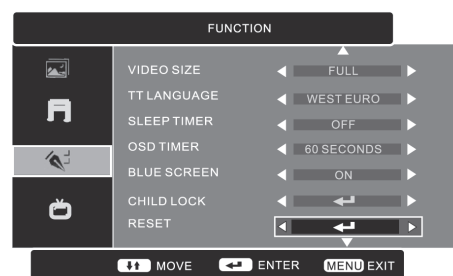 FUNCTION
VIDEO SIZE FULL
TT LANGUAGE WEST EURO
SLEEP TIMER OFF
OSD TIMER 60 SECONDS
BLUE SCREEN ON
CHILD LOCK
RESET
MOVE ENTER MENU EXIT